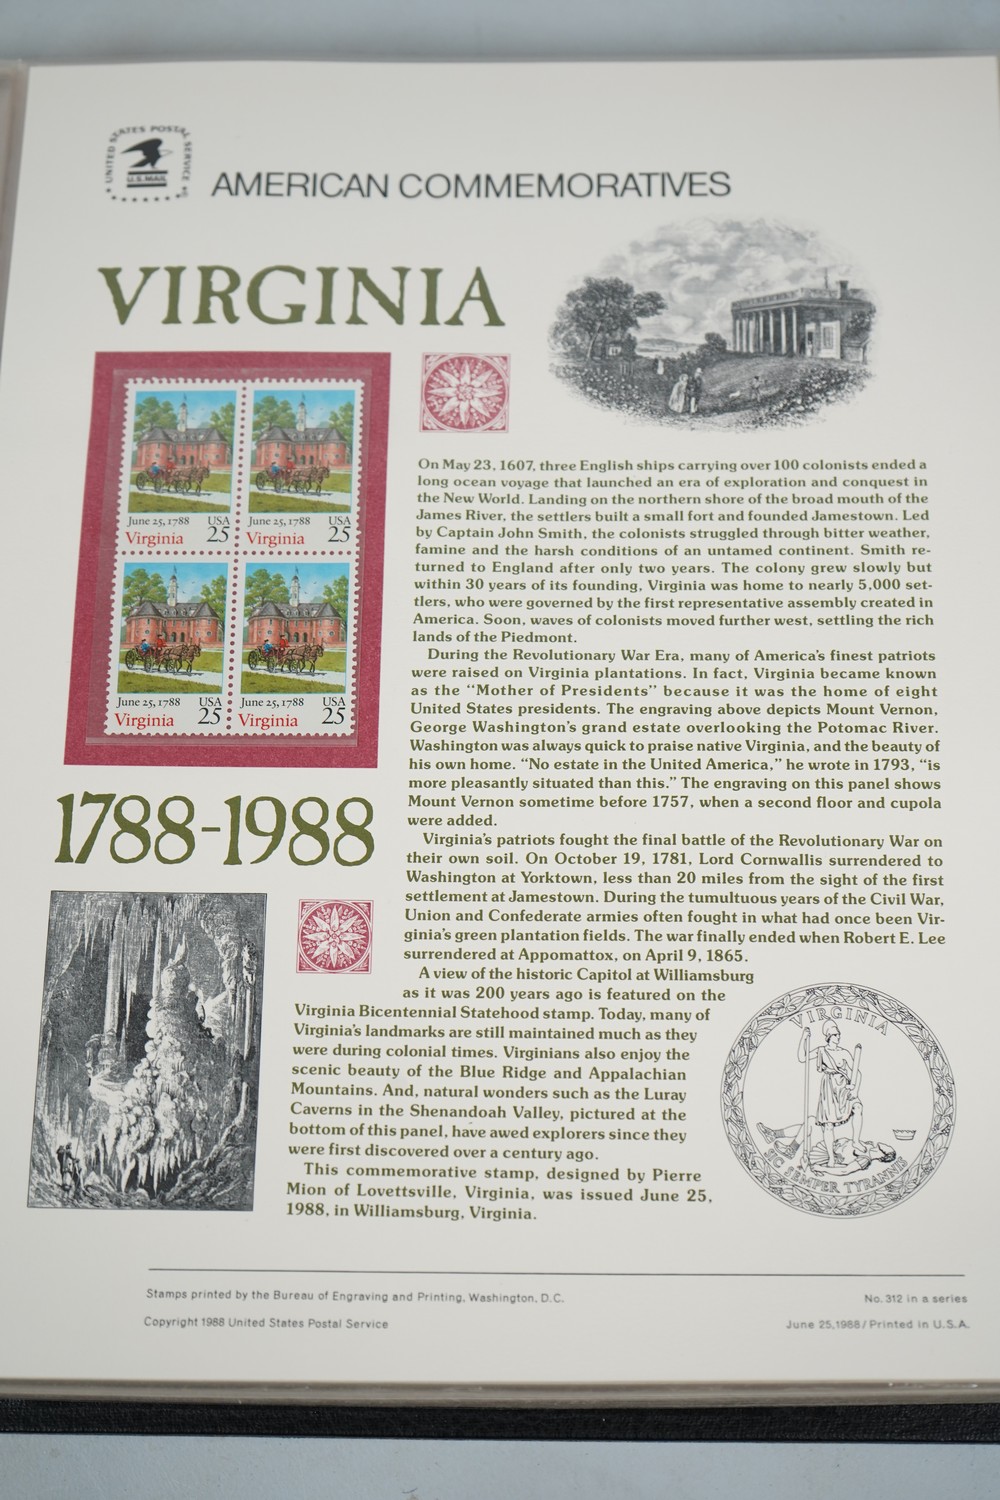 UNITED STATES POSTAL SERVICE
U.S. MAIL
AMERICAN COMMEMORATIVES
VIRGINIA
June 25, 1788 USA
Virginia 25
June 25, 1788 USA
Virginia 25
June 25, 1788 USA
Virginia 25
June 25, 1788 USA
Virginia 25
1788-1988
On May 23, 1607, three English ships carrying over 100 colonists ended a
long ocean voyage that launched an era of exploration and conquest in
the New World. Landing on the northern shore of the broad mouth of the
James River, the settlers built a small fort and founded Jamestown. Led
by Captain John Smith, the colonists struggled through bitter weather,
famine and the harsh conditions of an untamed continent. Smith re-
turned to England after only two years. The colony grew slowly but
within 30 years of its founding, Virginia was home to nearly 5,000 set-
tlers, who were governed by the first representative assembly created in
America. Soon, waves of colonists moved further west, settling the rich
lands of the Piedmont.
During the Revolutionary War Era, many of America's finest patriots
were raised on Virginia plantations. In fact, Virginia became known
as the "Mother of Presidents" because it was the home of eight
United States presidents. The engraving above depicts Mount Vernon,
George Washington's grand estate overlooking the Potomac River.
Washington was always quick to praise native Virginia, and the beauty of
his own home. "No estate in the United America," he wrote in 1793, "is
more pleasantly situated than this." The engraving on this panel shows
Mount Vernon sometime before 1757, when a second floor and cupola
were added.
Virginia's patriots fought the final battle of the Revolutionary War on
their own soil. On October 19, 1781, Lord Cornwallis surrendered to
Washington at Yorktown, less than 20 miles from the sight of the first
settlement at Jamestown. During the tumultuous years of the Civil War,
Union and Confederate armies often fought in what had once been Vir-
ginia's green plantation fields. The war finally ended when Robert E. Lee
surrendered at Appomattox, on April 9, 1865.
A view of the historic Capitol at Williamsburg
as it was 200 years ago is featured on the
Virginia Bicentennial Statehood stamp. Today, many of
Virginia's landmarks are still maintained much as they
were during colonial times. Virginians also enjoy the
scenic beauty of the Blue Ridge and Appalachian
Mountains. And, natural wonders such as the Luray
Caverns in the Shenandoah Valley, pictured at the
bottom of this panel, have awed explorers since they
were first discovered over a century ago.
This commemorative stamp, designed by Pierre
Mion of Lovettsville, Virginia, was issued June 25,
1988, in Williamsburg, Virginia.
VIRGINIA
SIC SEMPER TYRANNIS
Stamps printed by the Bureau of Engraving and Printing, Washington, D.C.
Copyright 1988 United States Postal Service
No. 312 in a series
June 25, 1988/Printed in U.S.A.